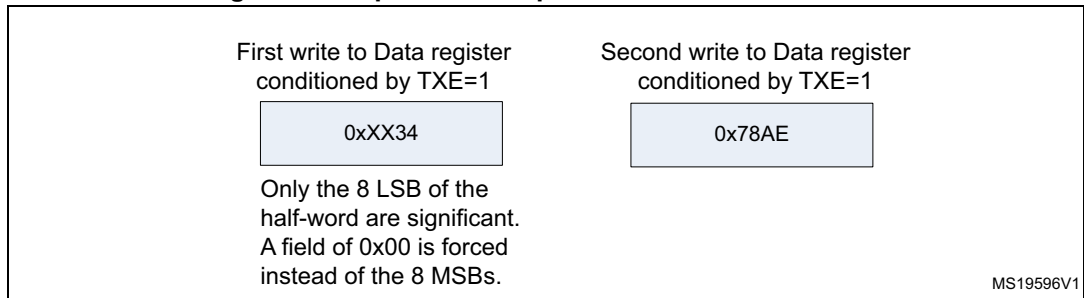 First write to Data register
conditioned by TXE=1
0xXX34
Only the 8 LSB of the
half-word are significant.
A field of 0x00 is forced
instead of the 8 MSBs.
Second write to Data register
conditioned by TXE=1
0x78AE
MS19596V1